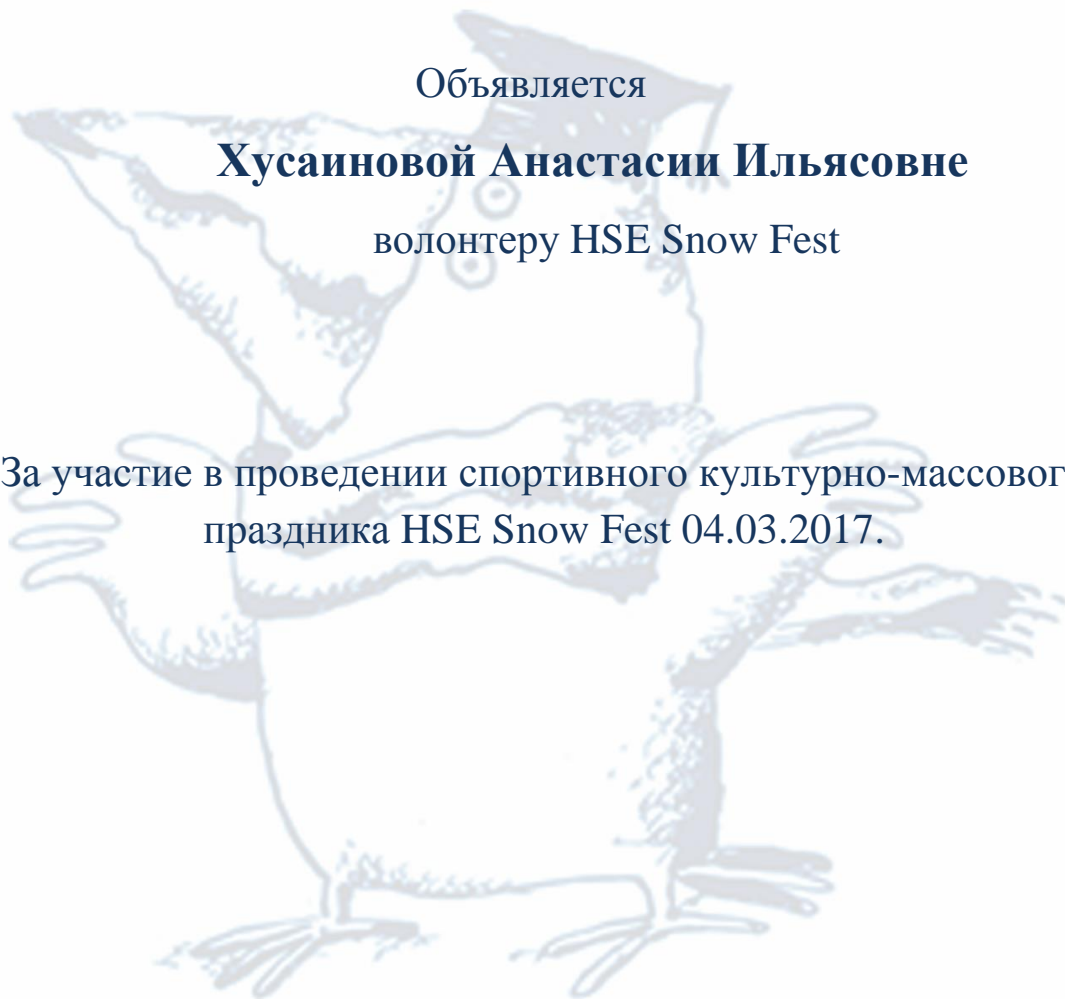 Объявляется
Хусаиновой Анастасии Ильясовне
волонтеру HSE Snow Fest
За участие в проведении спортивного культурно-массовог
праздника HSE Snow Fest 04.03.2017.